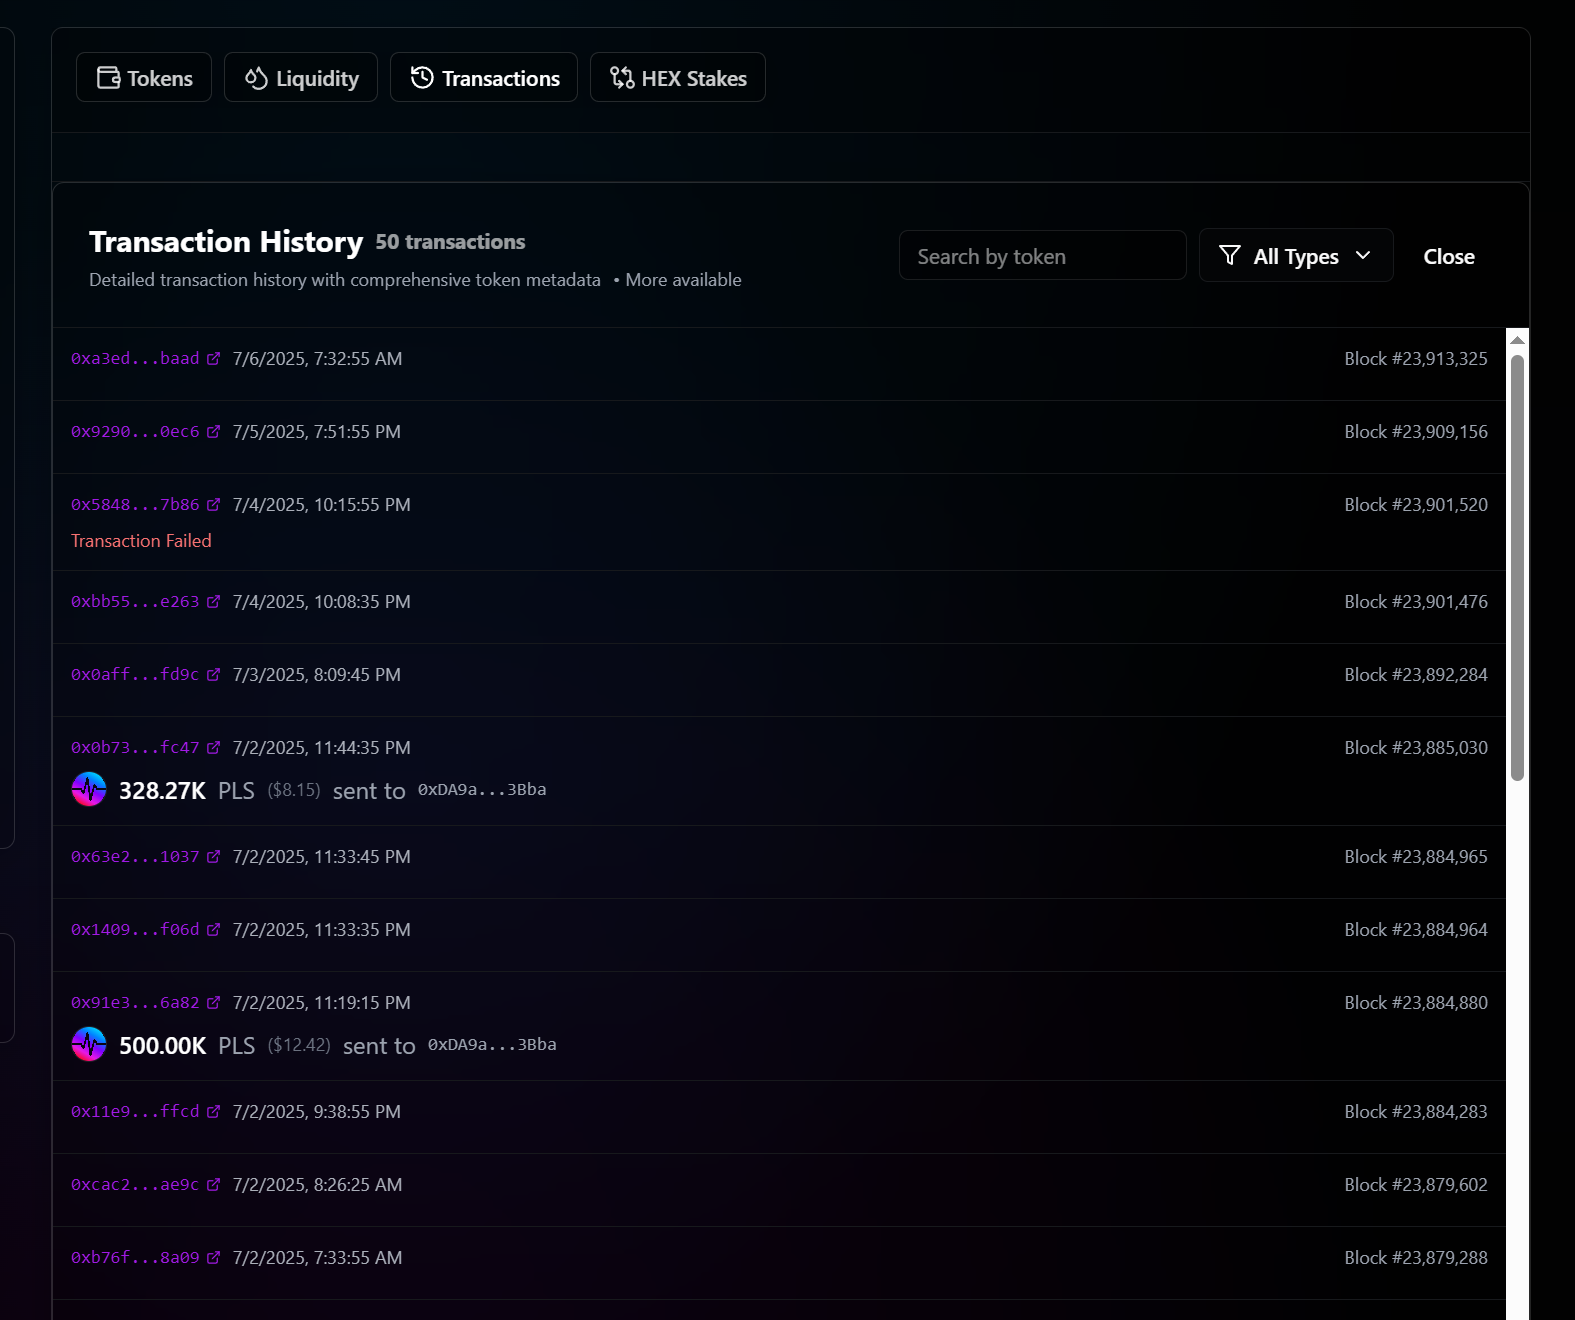 Tokens Liquidity Transactions HEX Stakes
Transaction History 50 transactions
Detailed transaction history with comprehensive token metadata • More available
Search by token All Types Close
0xa3ed...baad 7/6/2025, 7:32:55 AM Block #23,913,325
0x9290...0ec6 7/5/2025, 7:51:55 PM Block #23,909,156
0x5848...7b86 7/4/2025, 10:15:55 PM Block #23,901,520
Transaction Failed
0xbb55...e263 7/4/2025, 10:08:35 PM Block #23,901,476
0x0aff...fd9c 7/3/2025, 8:09:45 PM Block #23,892,284
0x0b73...fc47 7/2/2025, 11:44:35 PM Block #23,885,030
328.27K PLS ($8.15) sent to 0xDA9a...3Bba
0x63e2...1037 7/2/2025, 11:33:45 PM Block #23,884,965
0x1409...f06d 7/2/2025, 11:33:35 PM Block #23,884,964
0x91e3...6a82 7/2/2025, 11:19:15 PM Block #23,884,880
500.00K PLS ($12.42) sent to 0xDA9a...3Bba
0x11e9...ffcd 7/2/2025, 9:38:55 PM Block #23,884,283
0xcac2...ae9c 7/2/2025, 8:26:25 AM Block #23,879,602
0xb76f...8a09 7/2/2025, 7:33:55 AM Block #23,879,288